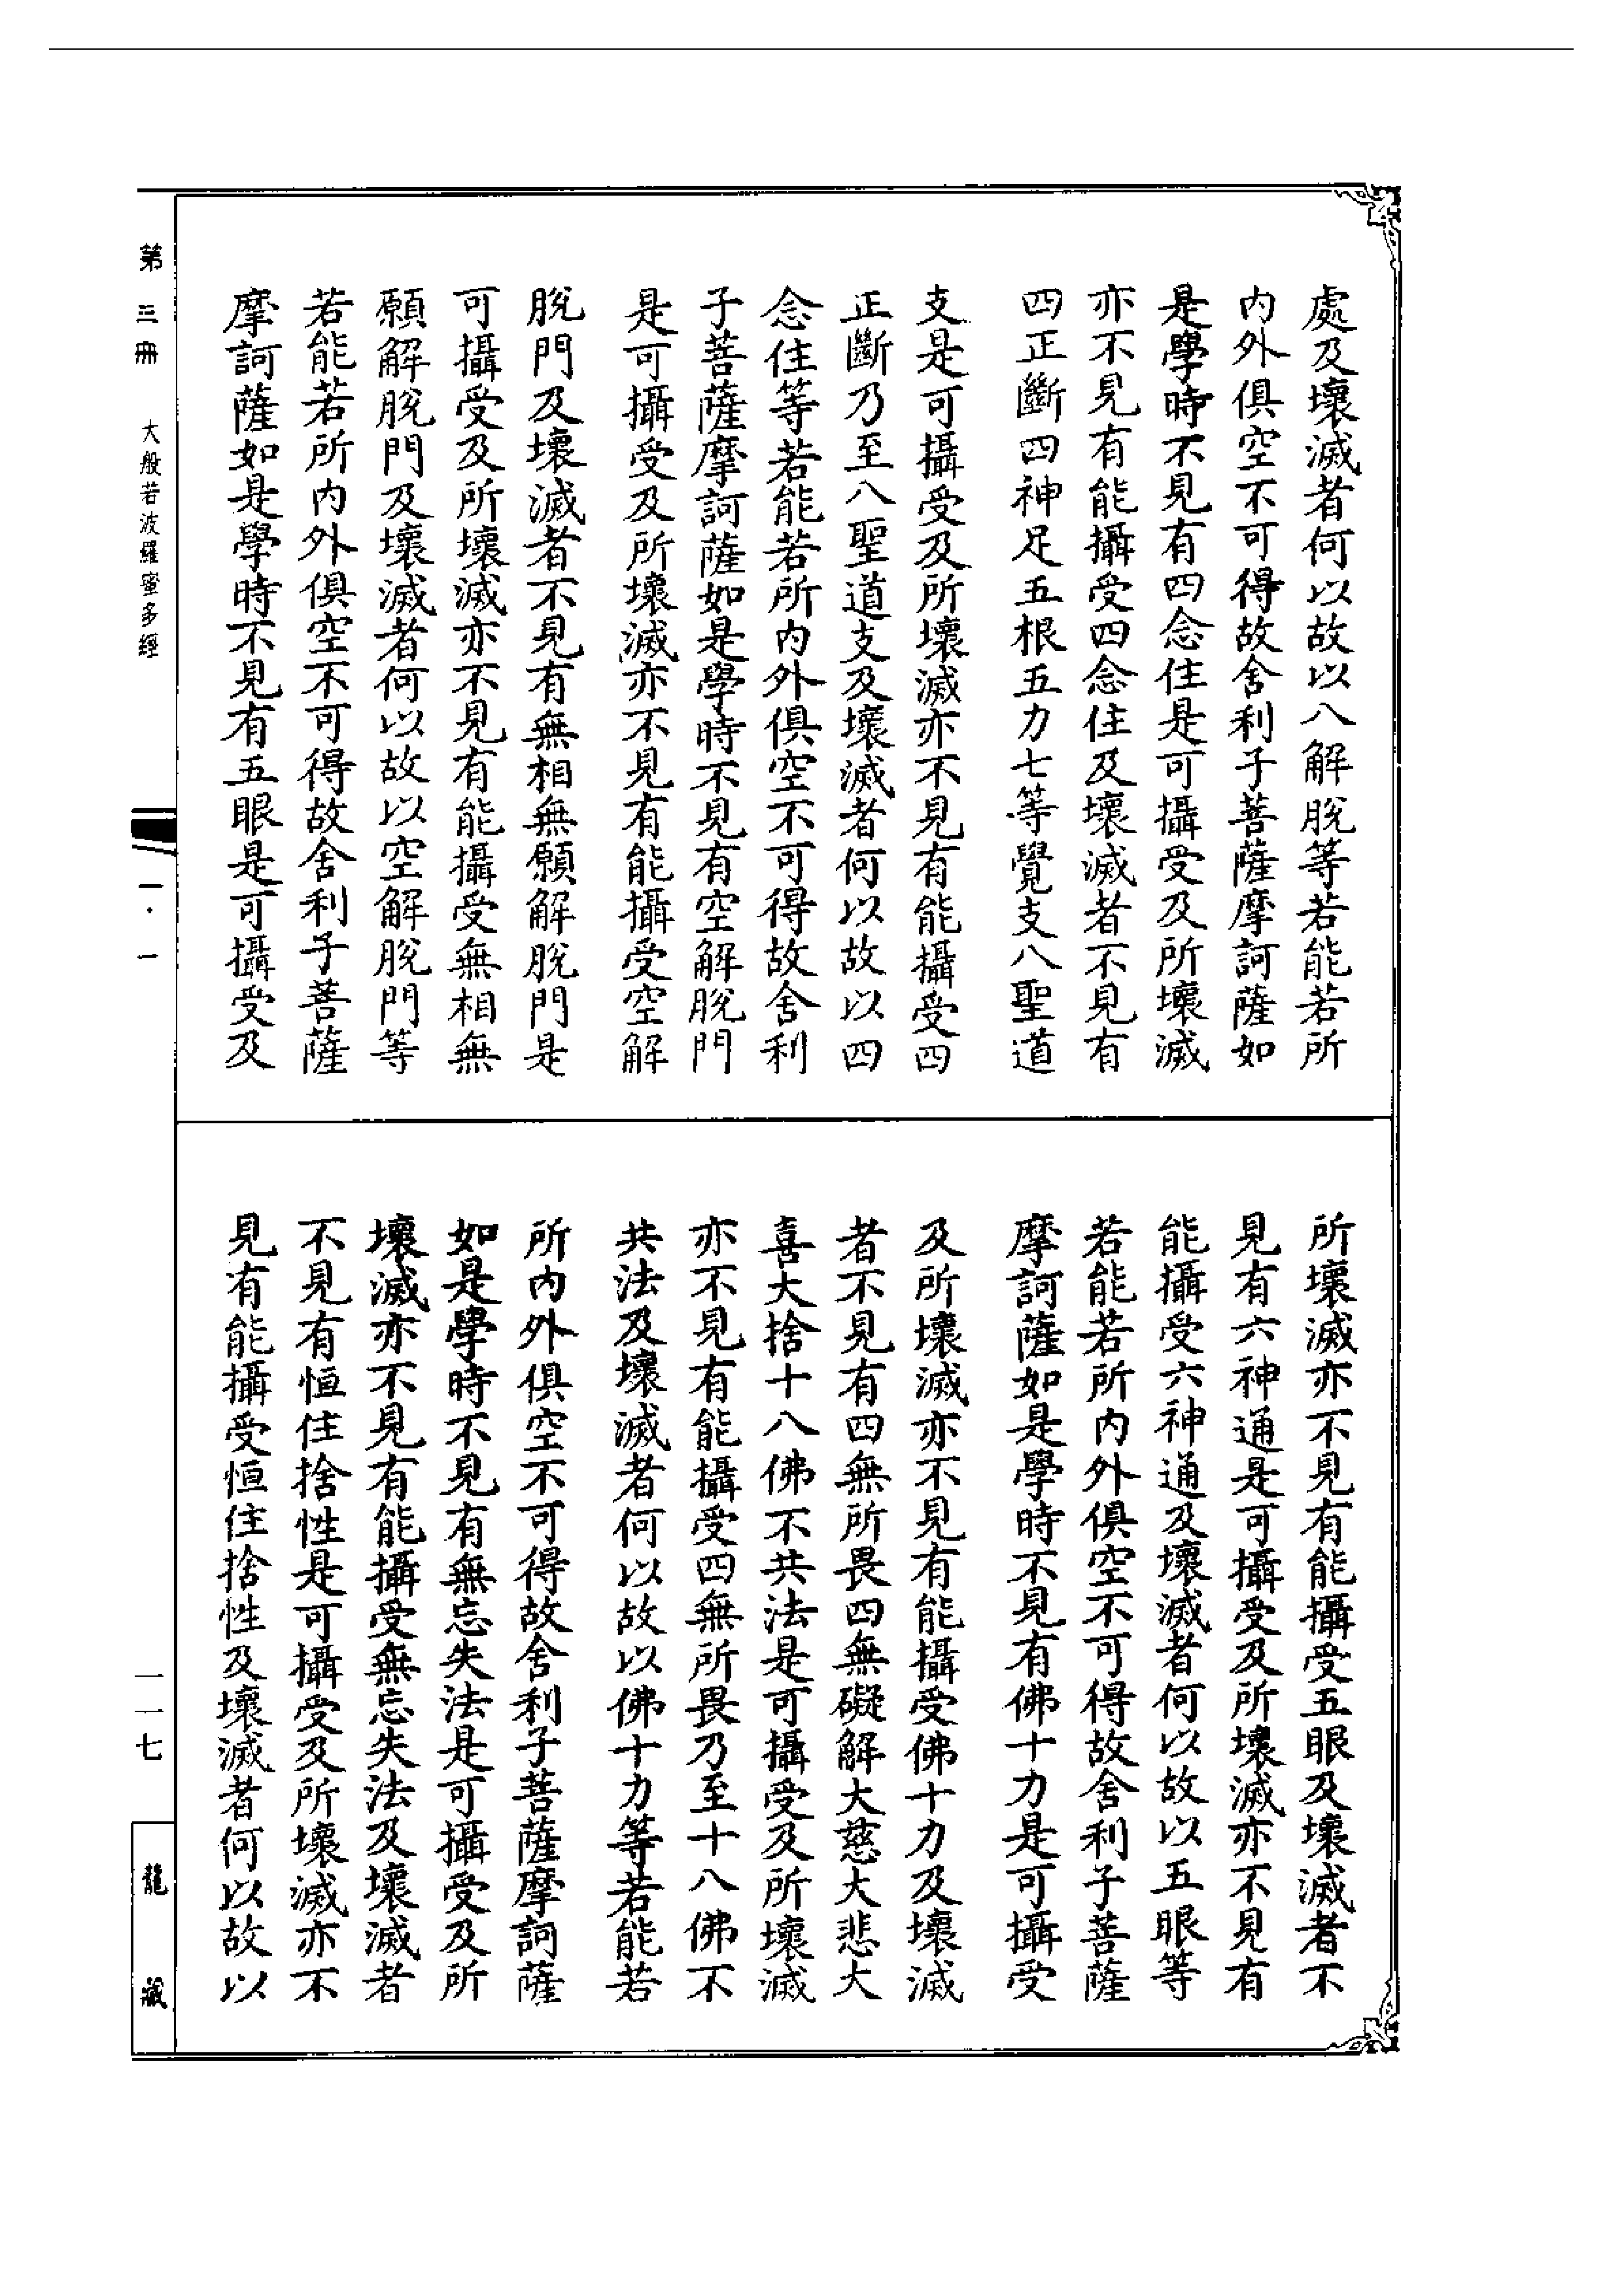 處及壞滅者何以故以八解脫等若能若所
內外俱空不可得故舍利子菩薩摩訶薩如
是學時不見有四念住是可攝受及所壞滅
亦不見有能攝受四念住及壞滅者不見有
四正斷四神足五根五力七等覺支八聖道
支是可攝受及所壞滅亦不見有能攝受四
正斷乃至八聖道支及壞滅者何以故以四
念住等若能若所內外俱空不可得故舍利
子菩薩摩訶薩如是學時不見有空解脫門
是可攝受及所壞滅亦不見有能攝受空解
脫門及壞滅者不見有無相無願解脫門是
可攝受及所壞滅亦不見有能攝受無相無
願解脫門及壞滅者何以故以空解脫門等
若能若所內外俱空不可得故舍利子菩薩
摩訶薩如是學時不見有五眼是可攝受及
所壞滅亦不見有能攝受五眼及壞滅者不
見有六神通是可攝受及所壞滅亦不見有
能攝受六神通及壞滅者何以故以五眼等
若能若所內外俱空不可得故舍利子菩薩
摩訶薩如是學時不見有佛十力是可攝受
及所壞滅亦不見有能攝受佛十力及壞滅
者不見有四無所畏四無礙解大慈大悲大
喜大捨十八佛不共法是可攝受及所壞滅
亦不見有能攝受四無所畏乃至十八佛不
共法及壞滅者何以故以佛十力等若能若
所內外俱空不可得故舍利子菩薩摩訶薩
如是學時不見有無忘失法是可攝受及所
壞滅亦不見有能攝受無忘失法及壞滅者
不見有恒住捨性是可攝受及所壞滅亦不
見有能攝受恒住捨性及壞滅者何以故以
第三冊 大般若波羅蜜多經 一·一 一一七 龍藏